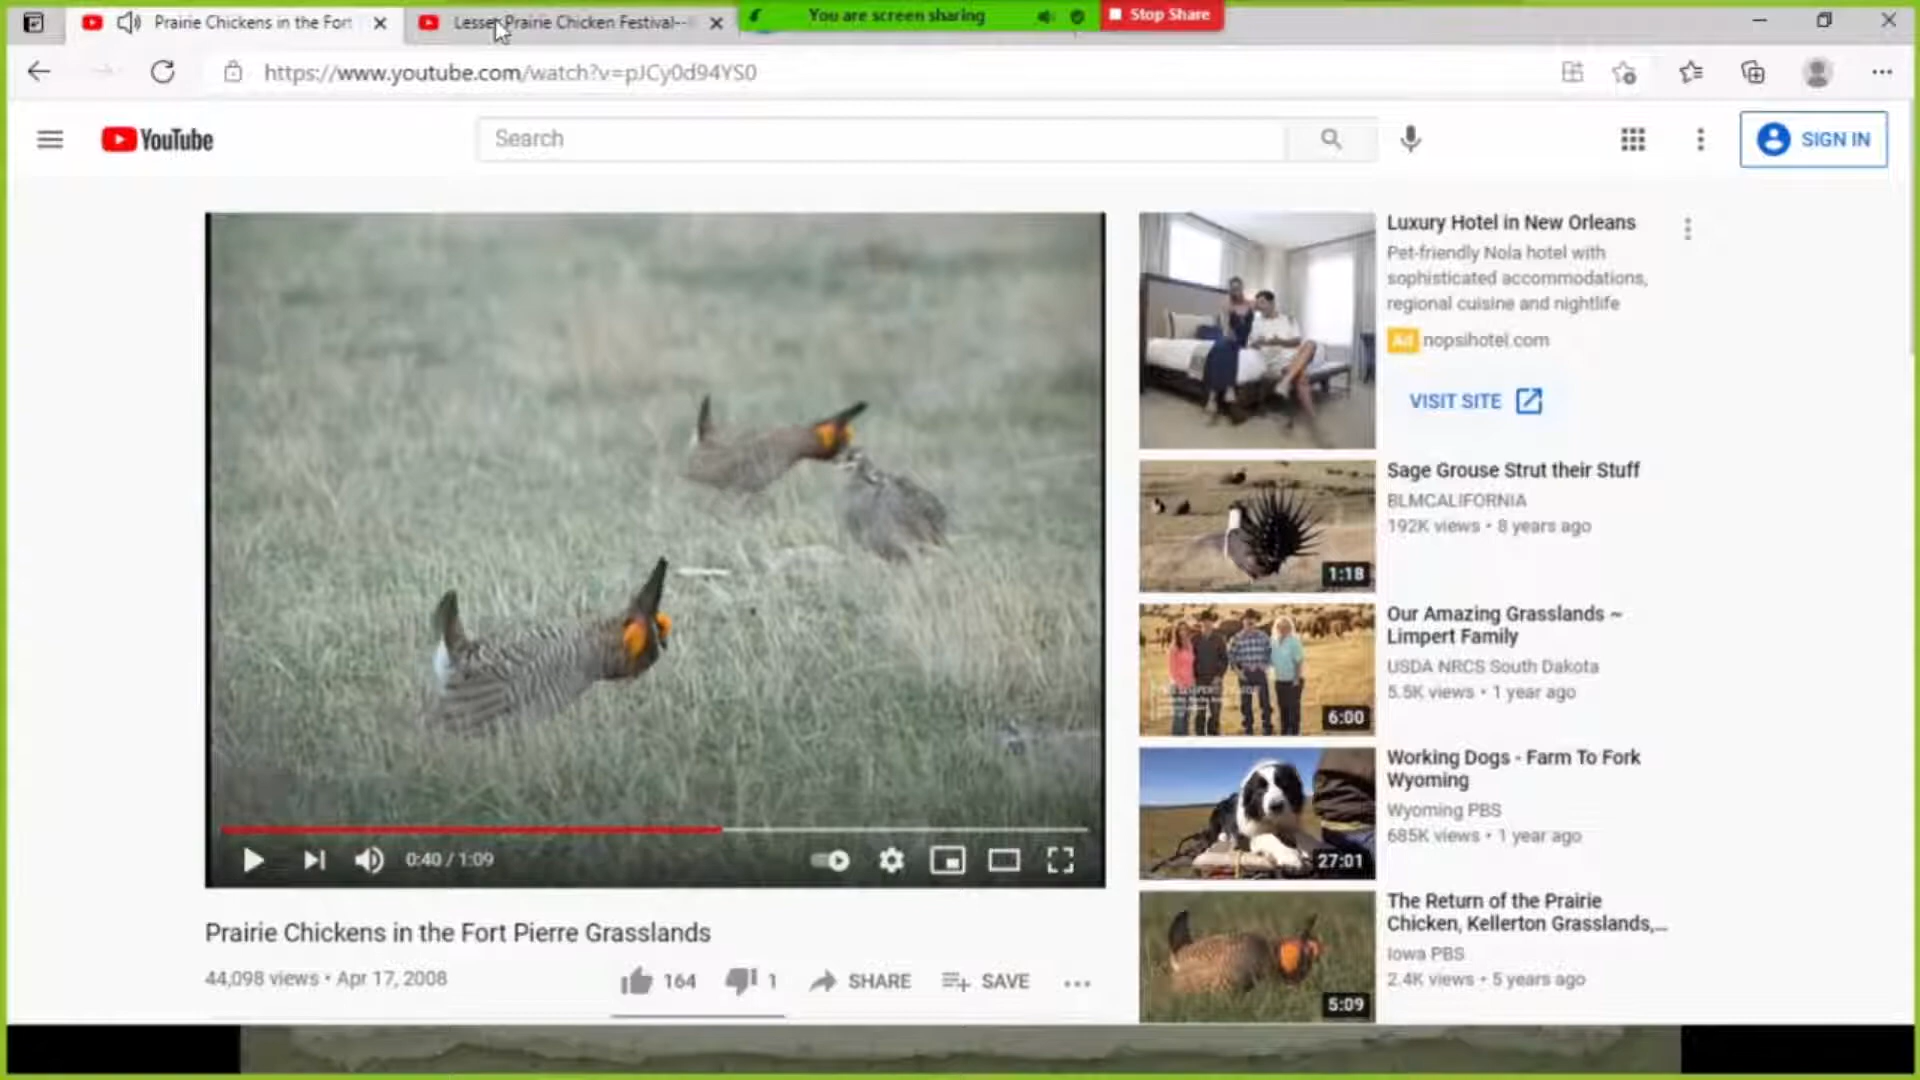 Prairie Chickens in the Fort
Lesser Prairie Chicken Festival--
You are screen sharing
Stop Share
https://www.youtube.com/watch?v=pJCy0d94YS0
YouTube
Search
SIGN IN
Luxury Hotel in New Orleans
Pet-friendly Nola hotel with
sophisticated accommodations,
regional cuisine and nightlife
Ad nopsihotel.com
VISIT SITE
Sage Grouse Strut their Stuff
BLMCALIFORNIA
192K views • 8 years ago
1:18
Our Amazing Grasslands ~
Limpert Family
USDA NRCS South Dakota
5.5K views • 1 year ago
6:00
Working Dogs - Farm To Fork
Wyoming
Wyoming PBS
685K views • 1 year ago
27:01
The Return of the Prairie
Chicken, Kellerton Grasslands,...
Iowa PBS
2.4K views • 5 years ago
5:09
0:40 / 1:09
Prairie Chickens in the Fort Pierre Grasslands
44,098 views • Apr 17, 2008
164 1 SHARE SAVE